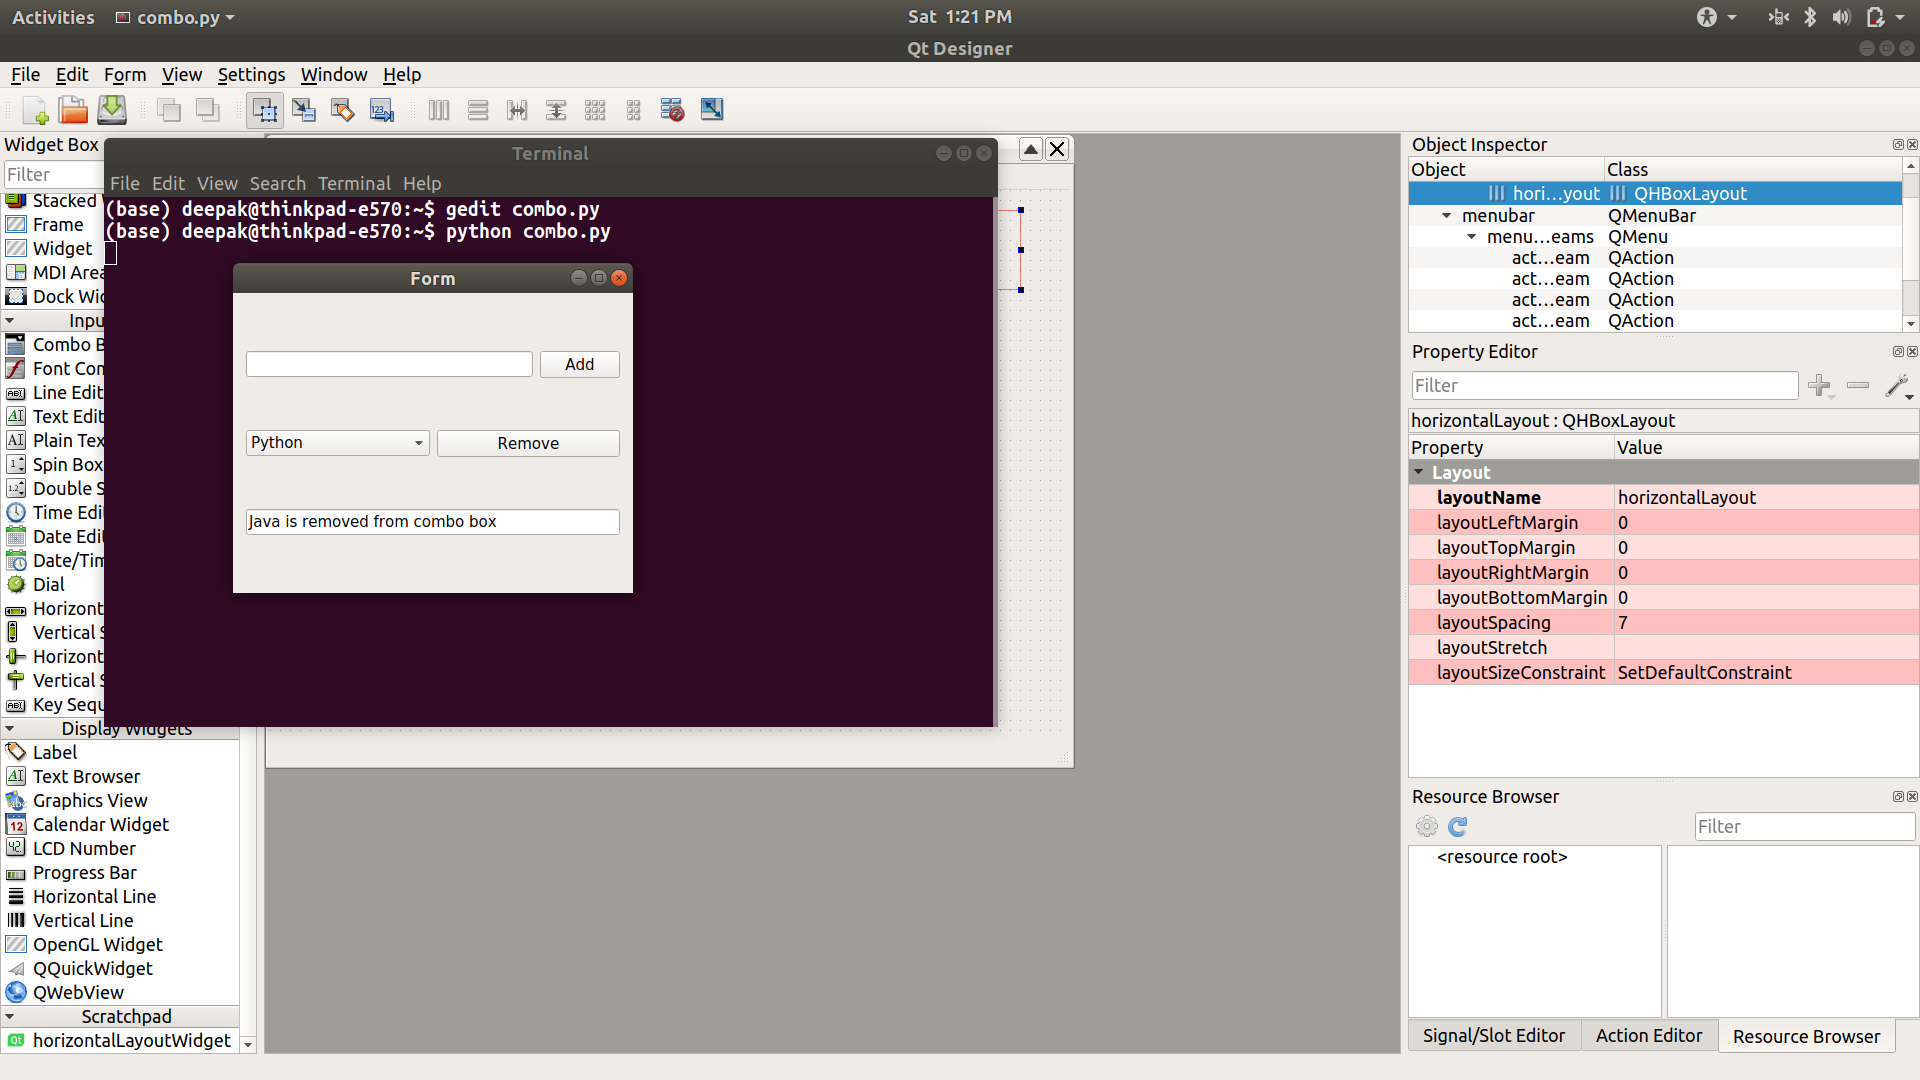 Activities combo.py Sat 1:21 PM
Qt Designer
File Edit Form View Settings Window Help
Widget Box
Filter
Stacked
Frame
Widget
MDI Area
Dock Wi
Inpu
Combo B
Font Con
Line Edit
Text Edit
Plain Tex
Spin Box
Double S
Time Edi
Date Edi
Date/Tim
Dial
Horizont
Vertical S
Horizont
Vertical S
Key Sequ
Display Widgets
Label
Text Browser
Graphics View
Calendar Widget
LCD Number
Progress Bar
Horizontal Line
Vertical Line
OpenGL Widget
QQuickWidget
QWebView
Scratchpad
horizontalLayoutWidget
Terminal
File Edit View Search Terminal Help
(base) deepak@thinkpad-e570:~$ gedit combo.py
(base) deepak@thinkpad-e570:~$ python combo.py
Form
Add
Python Remove
Java is removed from combo box
Object Inspector
Object Class
hori...yout QHBoxLayout
menubar QMenuBar
menu...eams QMenu
act...eam QAction
act...eam QAction
act...eam QAction
act...eam QAction
Property Editor
Filter
horizontalLayout : QHBoxLayout
Property Value
Layout
layoutName horizontalLayout
layoutLeftMargin 0
layoutTopMargin 0
layoutRightMargin 0
layoutBottomMargin 0
layoutSpacing 7
layoutStretch
layoutSizeConstraint SetDefaultConstraint
Resource Browser
Filter
<resource root>
Signal/Slot Editor Action Editor Resource Browser